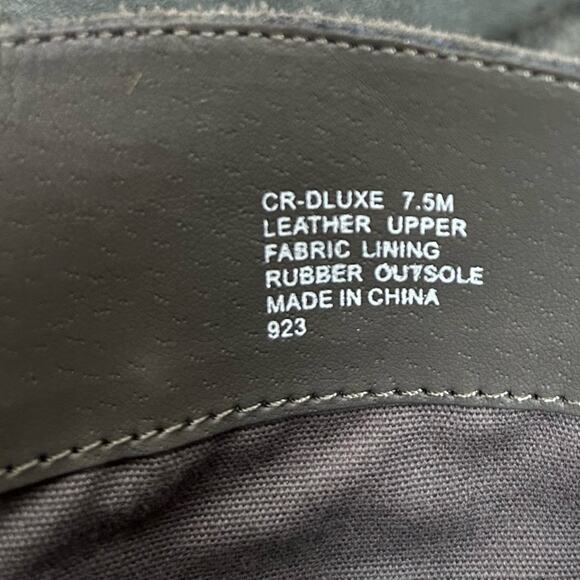 CR-DLUXE 7.5M
LEATHER UPPER
FABRIC LINING
RUBBER OUTSOLE
MADE IN CHINA
923